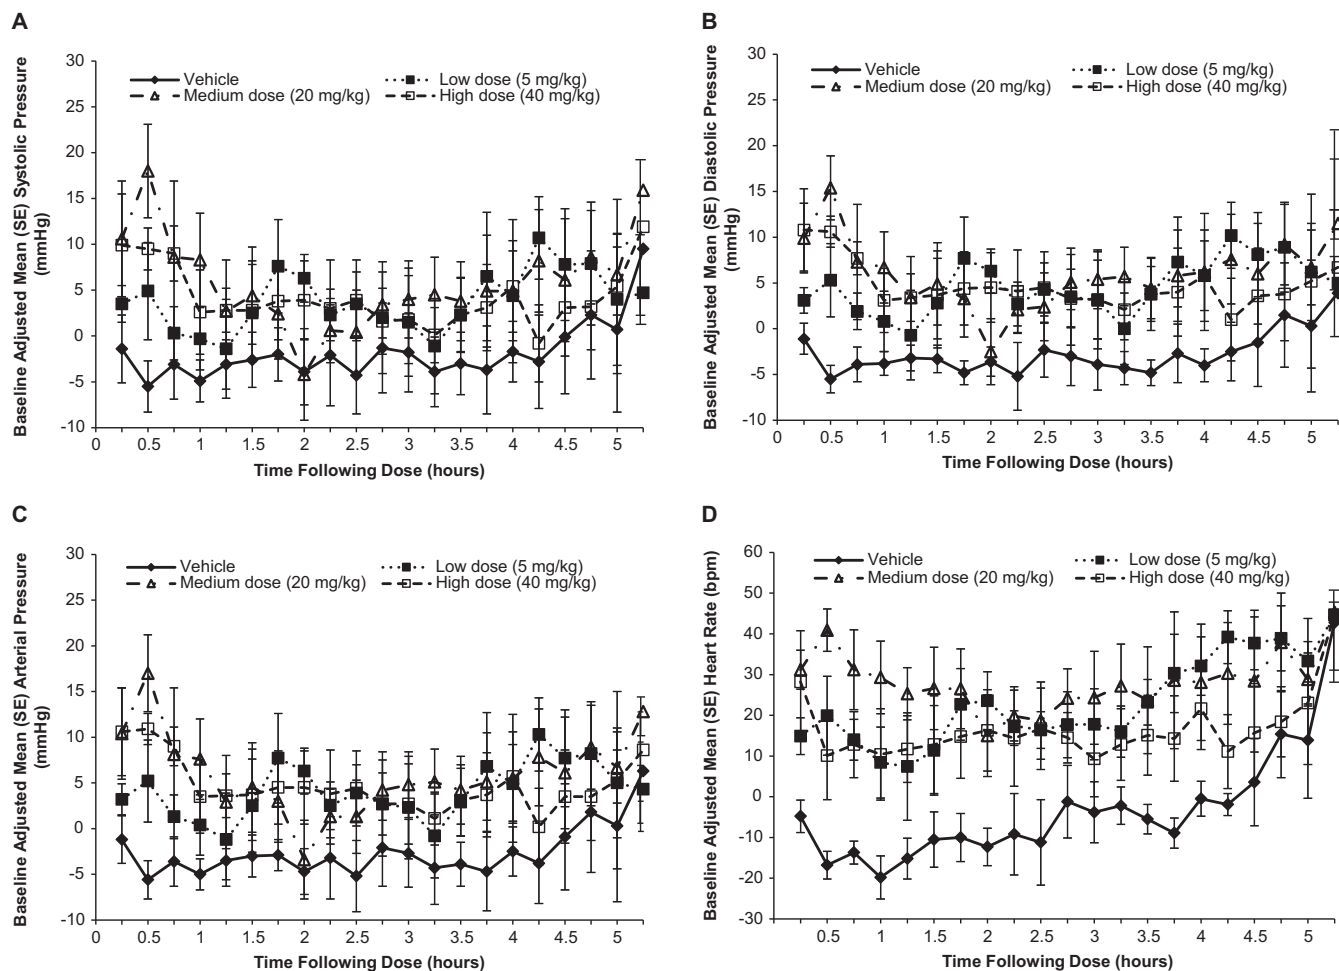 A
Baseline Adjusted Mean (SE) Systolic Pressure
(mmHg)
30
25
20
15
10
5
0
-5
-10
Vehicle
Low dose (5 mg/kg)
Medium dose (20 mg/kg)
High dose (40 mg/kg)
0 0.5 1 1.5 2 2.5 3 3.5 4 4.5 5
Time Following Dose (hours)
B
Baseline Adjusted Mean (SE) Diastolic Pressure
(mmHg)
30
25
20
15
10
5
0
-5
-10
Vehicle
Low dose (5 mg/kg)
Medium dose (20 mg/kg)
High dose (40 mg/kg)
0 0.5 1 1.5 2 2.5 3 3.5 4 4.5 5
Time Following Dose (hours)
C
Baseline Adjusted Mean (SE) Arterial Pressure
(mmHg)
30
25
20
15
10
5
0
-5
-10
Vehicle
Low dose (5 mg/kg)
Medium dose (20 mg/kg)
High dose (40 mg/kg)
0 0.5 1 1.5 2 2.5 3 3.5 4 4.5 5
Time Following Dose (hours)
D
Baseline Adjusted Mean (SE) Heart Rate (bpm)
60
50
40
30
20
10
0
-10
-20
-30
Vehicle
Low dose (5 mg/kg)
Medium dose (20 mg/kg)
High dose (40 mg/kg)
0.5 1 1.5 2 2.5 3 3.5 4 4.5 5
Time Following Dose (hours)